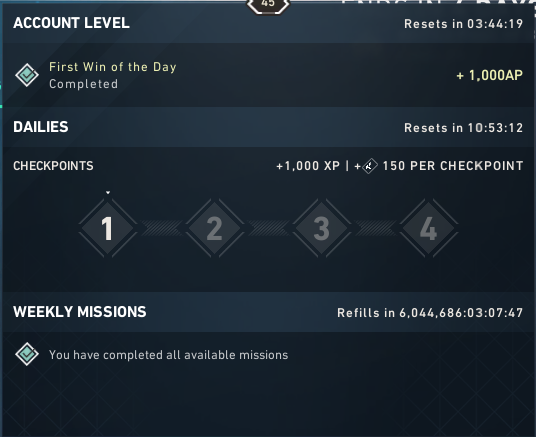 45
ACCOUNT LEVEL
Resets in 03:44:19
First Win of the Day
Completed
+ 1,000AP
DAILIES
Resets in 10:53:12
CHECKPOINTS
+1,000 XP | + 150 PER CHECKPOINT
1 2 3 4
WEEKLY MISSIONS
Refills in 6,044,686:03:07:47
You have completed all available missions